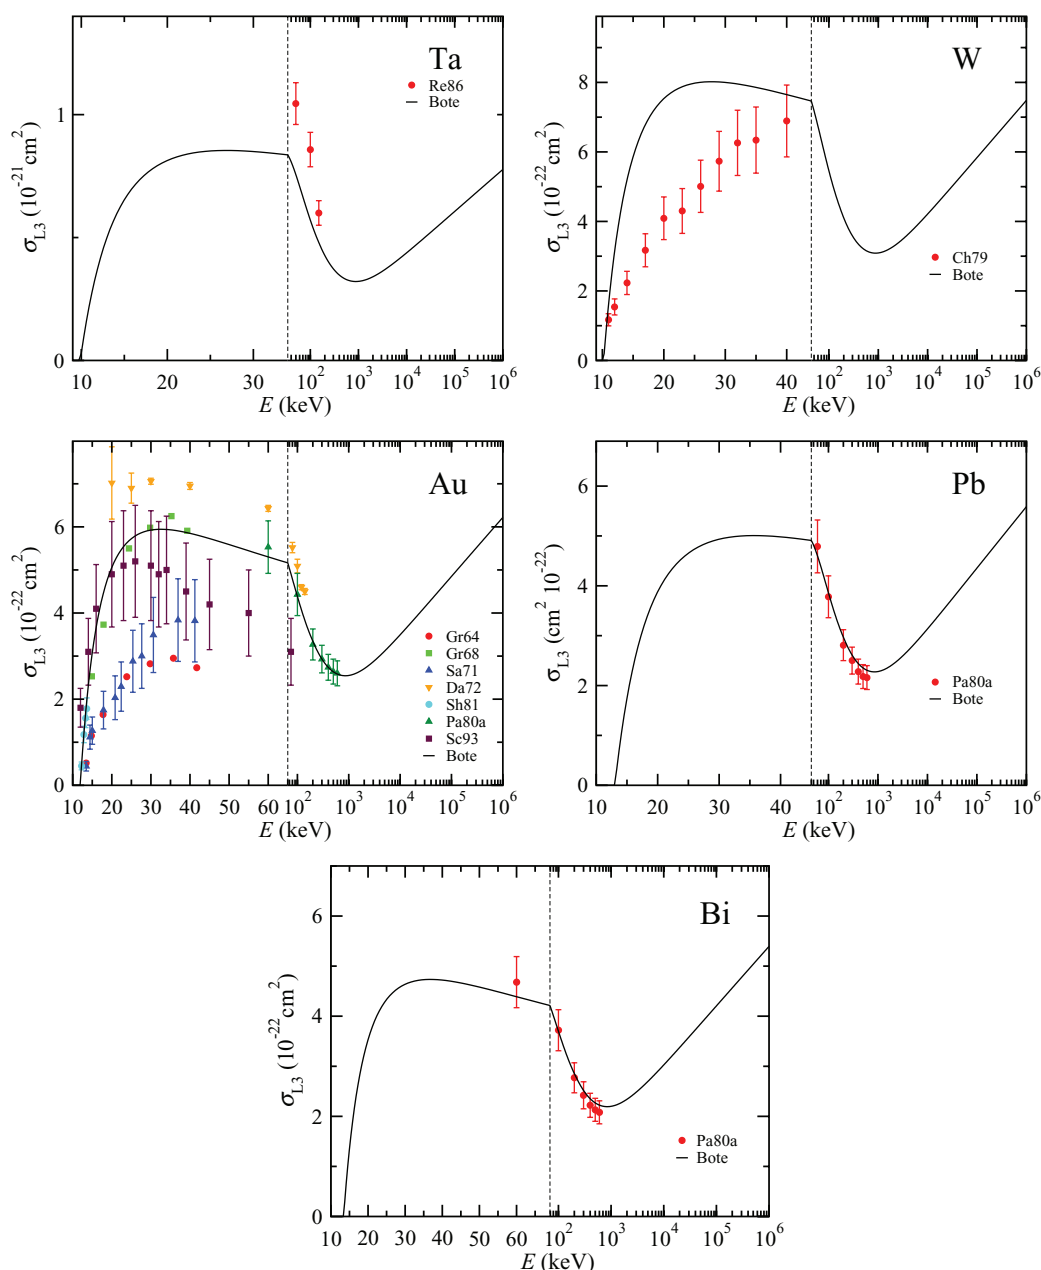 Ta
Re86
Bote
1
0
σL3 (10⁻²¹cm²)
10 20 30 10² 10³ 10⁴ 10⁵ 10⁶
E (keV)
W
Ch79
Bote
8
6
4
2
0
σL3 (10⁻²²cm²)
10 20 30 40 10² 10³ 10⁴ 10⁵ 10⁶
E (keV)
Au
Gr64
Gr68
Sa71
Da72
Sh81
Pa80a
Sc93
Bote
6
4
2
0
σL3 (10⁻²² cm²)
10 20 30 40 50 60 10² 10³ 10⁴ 10⁵ 10⁶
E (keV)
Pb
Pa80a
Bote
6
4
2
0
σL3 (cm² 10⁻²²)
10 20 30 40 10² 10³ 10⁴ 10⁵ 10⁶
E (keV)
Bi
Pa80a
Bote
6
4
2
0
σL3 (10⁻²²cm²)
10 20 30 40 50 60 10² 10³ 10⁴ 10⁵ 10⁶
E (keV)